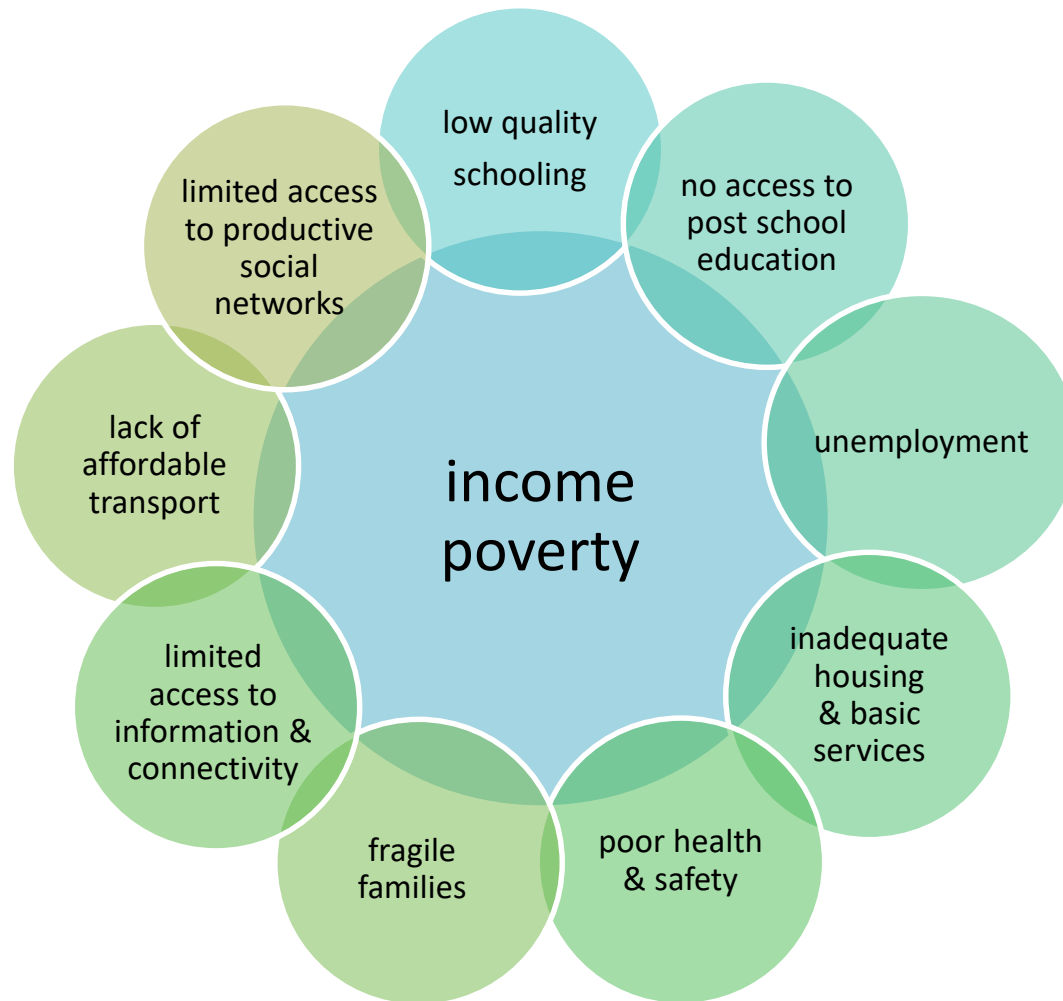 low quality
schooling
no access to
post school
education
unemployment
inadequate
housing
& basic
services
poor health
& safety
fragile
families
limited
access to
information &
connectivity
lack of
affordable
transport
limited access
to productive
social
networks
income
poverty